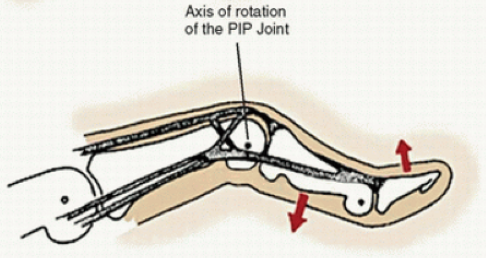 Axis of rotation
of the PIP Joint